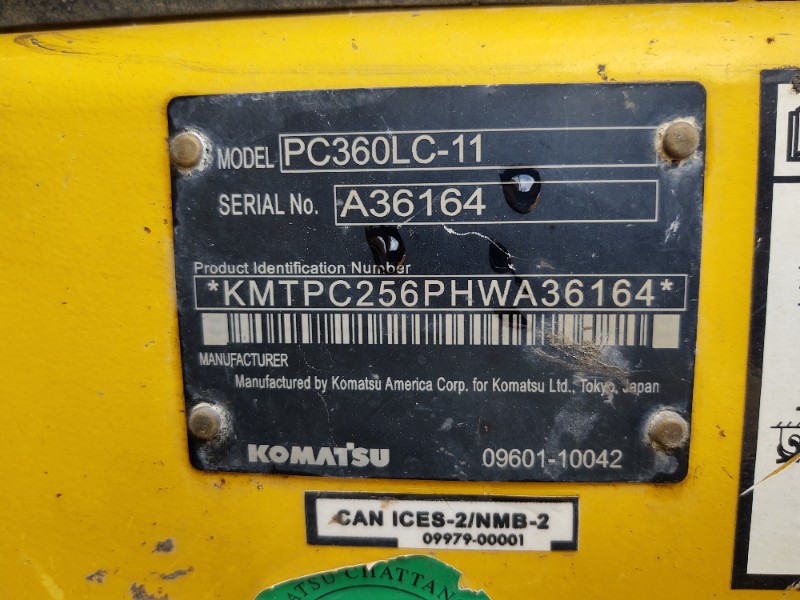 MODEL PC360LC-11
SERIAL No. A36164
Product Identification Number
*KMTPC256PHWA36164*
MANUFACTURER
Manufactured by Komatsu America Corp. for Komatsu Ltd., Tokyo, Japan
KOMATSU 09601-10042
CAN ICES-2/NMB-2
09979-00001